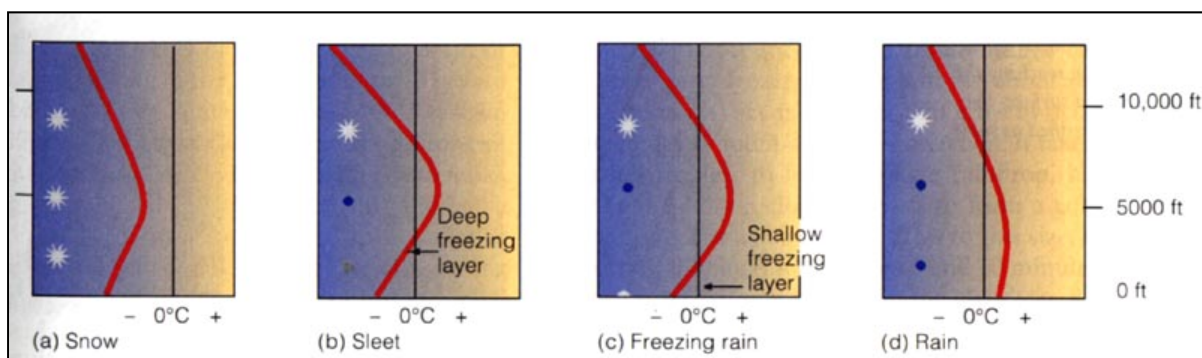 10,000 ft
Deep
freezing
layer
Shallow
freezing
layer
5000 ft
0 ft
− 0°C +
− 0°C +
− 0°C +
− 0°C +
(a) Snow
(b) Sleet
(c) Freezing rain
(d) Rain